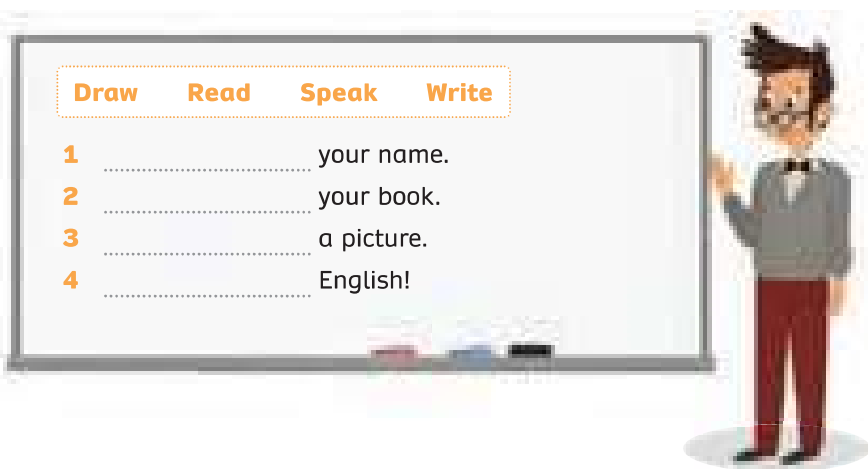 Draw Read Speak Write
1 ........................................ your name.
2 ........................................ your book.
3 ........................................ a picture.
4 ........................................ English!